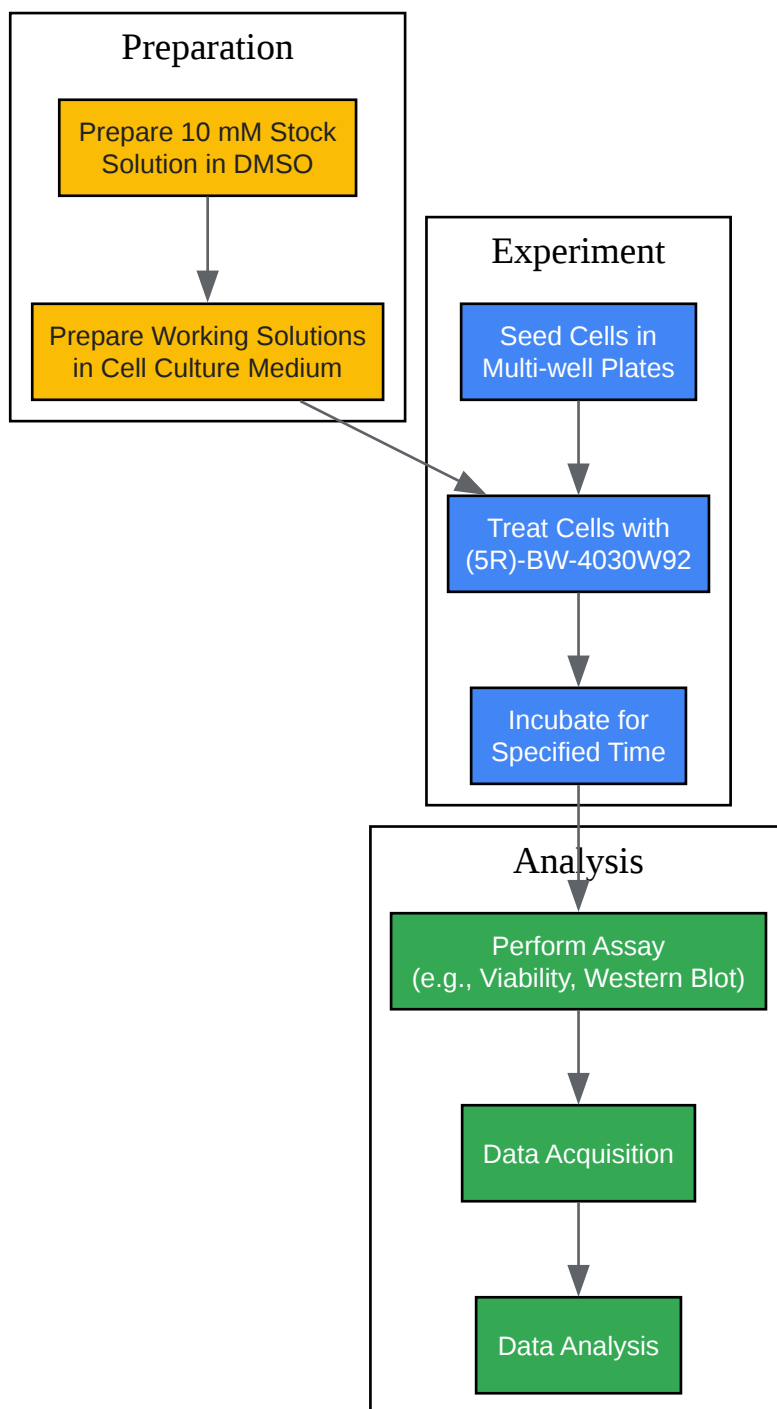 Preparation
Prepare 10 mM Stock
Solution in DMSO
Prepare Working Solutions
in Cell Culture Medium
Experiment
Seed Cells in
Multi-well Plates
Treat Cells with
(5R)-BW-4030W92
Incubate for
Specified Time
Analysis
Perform Assay
(e.g., Viability, Western Blot)
Data Acquisition
Data Analysis